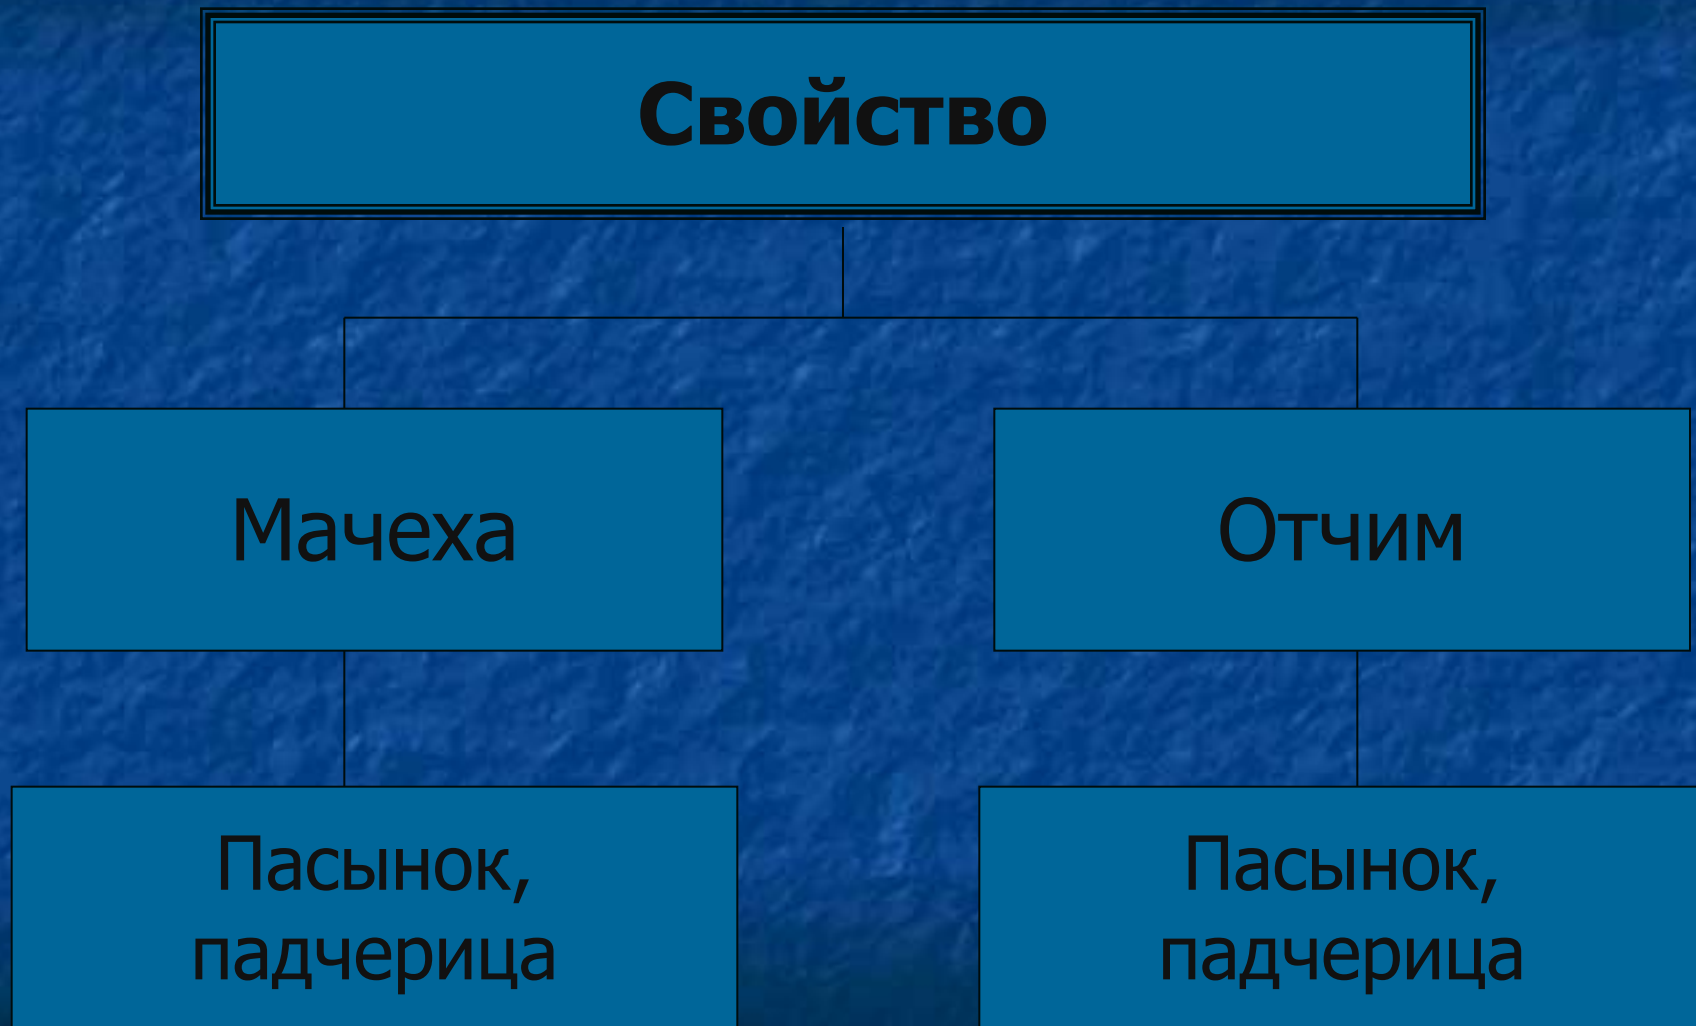 Свойство
Мачеха
Отчим
Пасынок,
падчерица
Пасынок,
падчерица